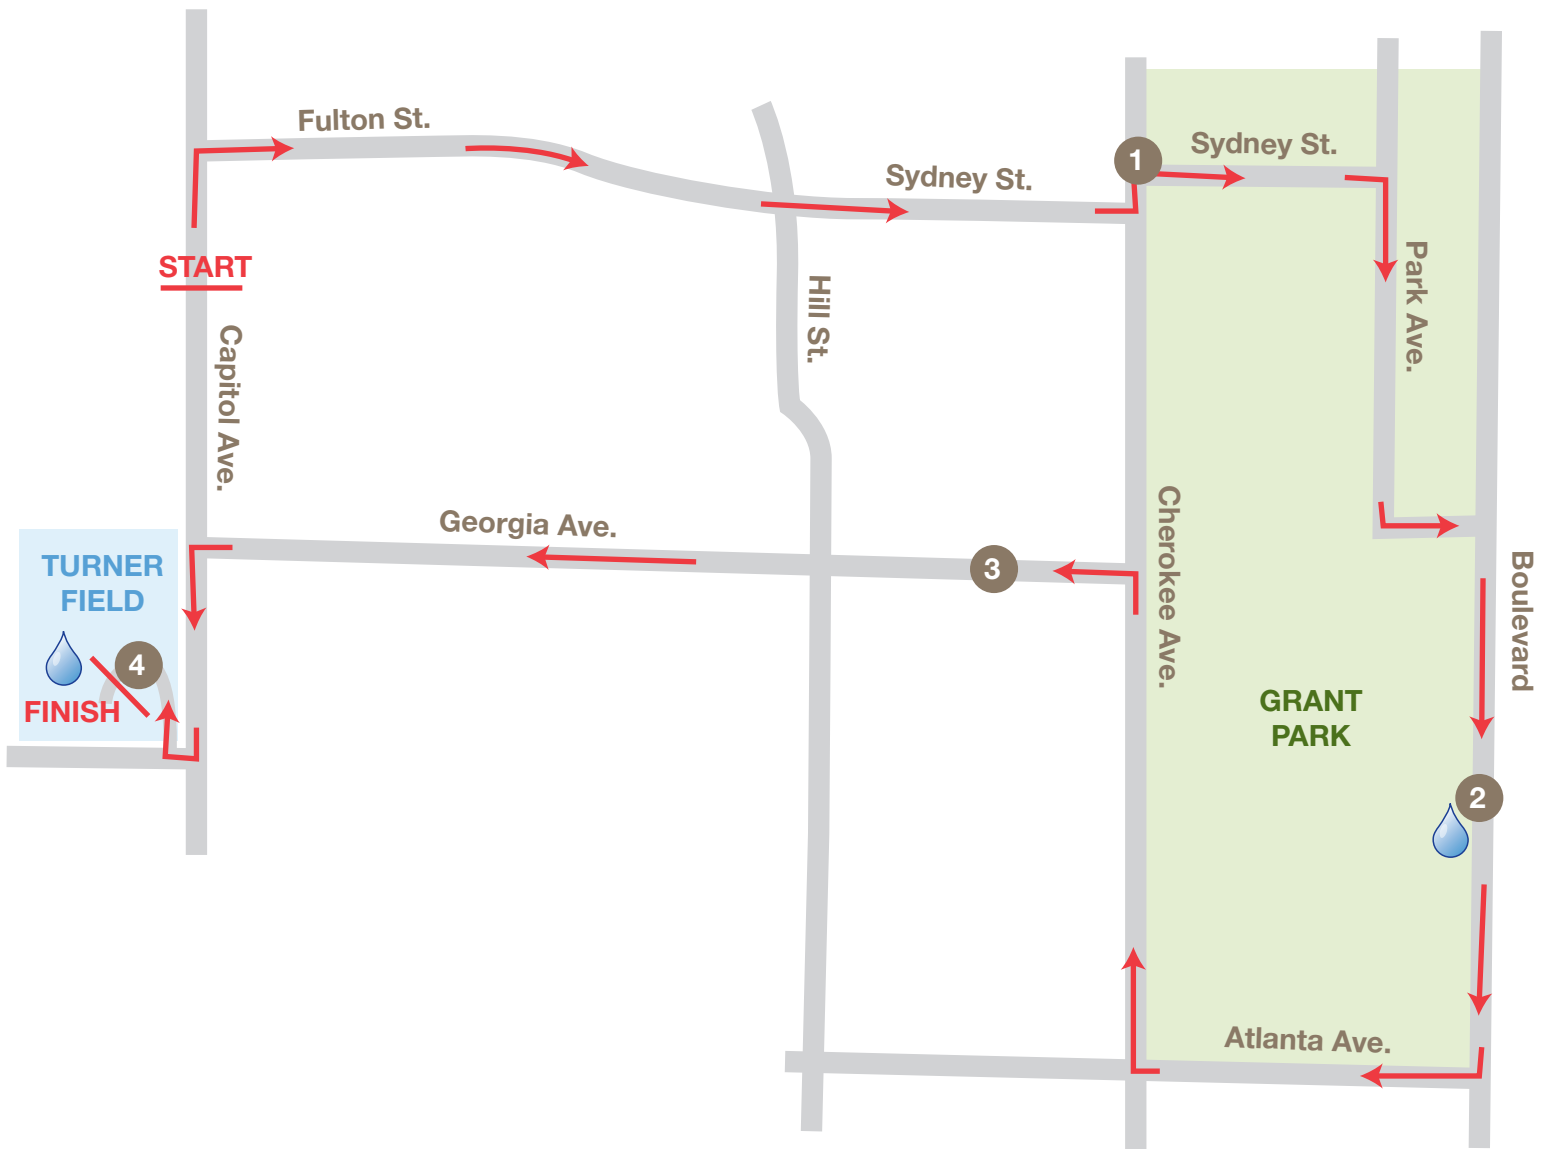 Fulton St.
1
Sydney St.
Sydney St.
START
Park Ave.
Hill St.
Capitol Ave.
Georgia Ave.
Cherokee Ave.
3
Boulevard
TURNER
FIELD
4
FINISH
GRANT
PARK
2
Atlanta Ave.